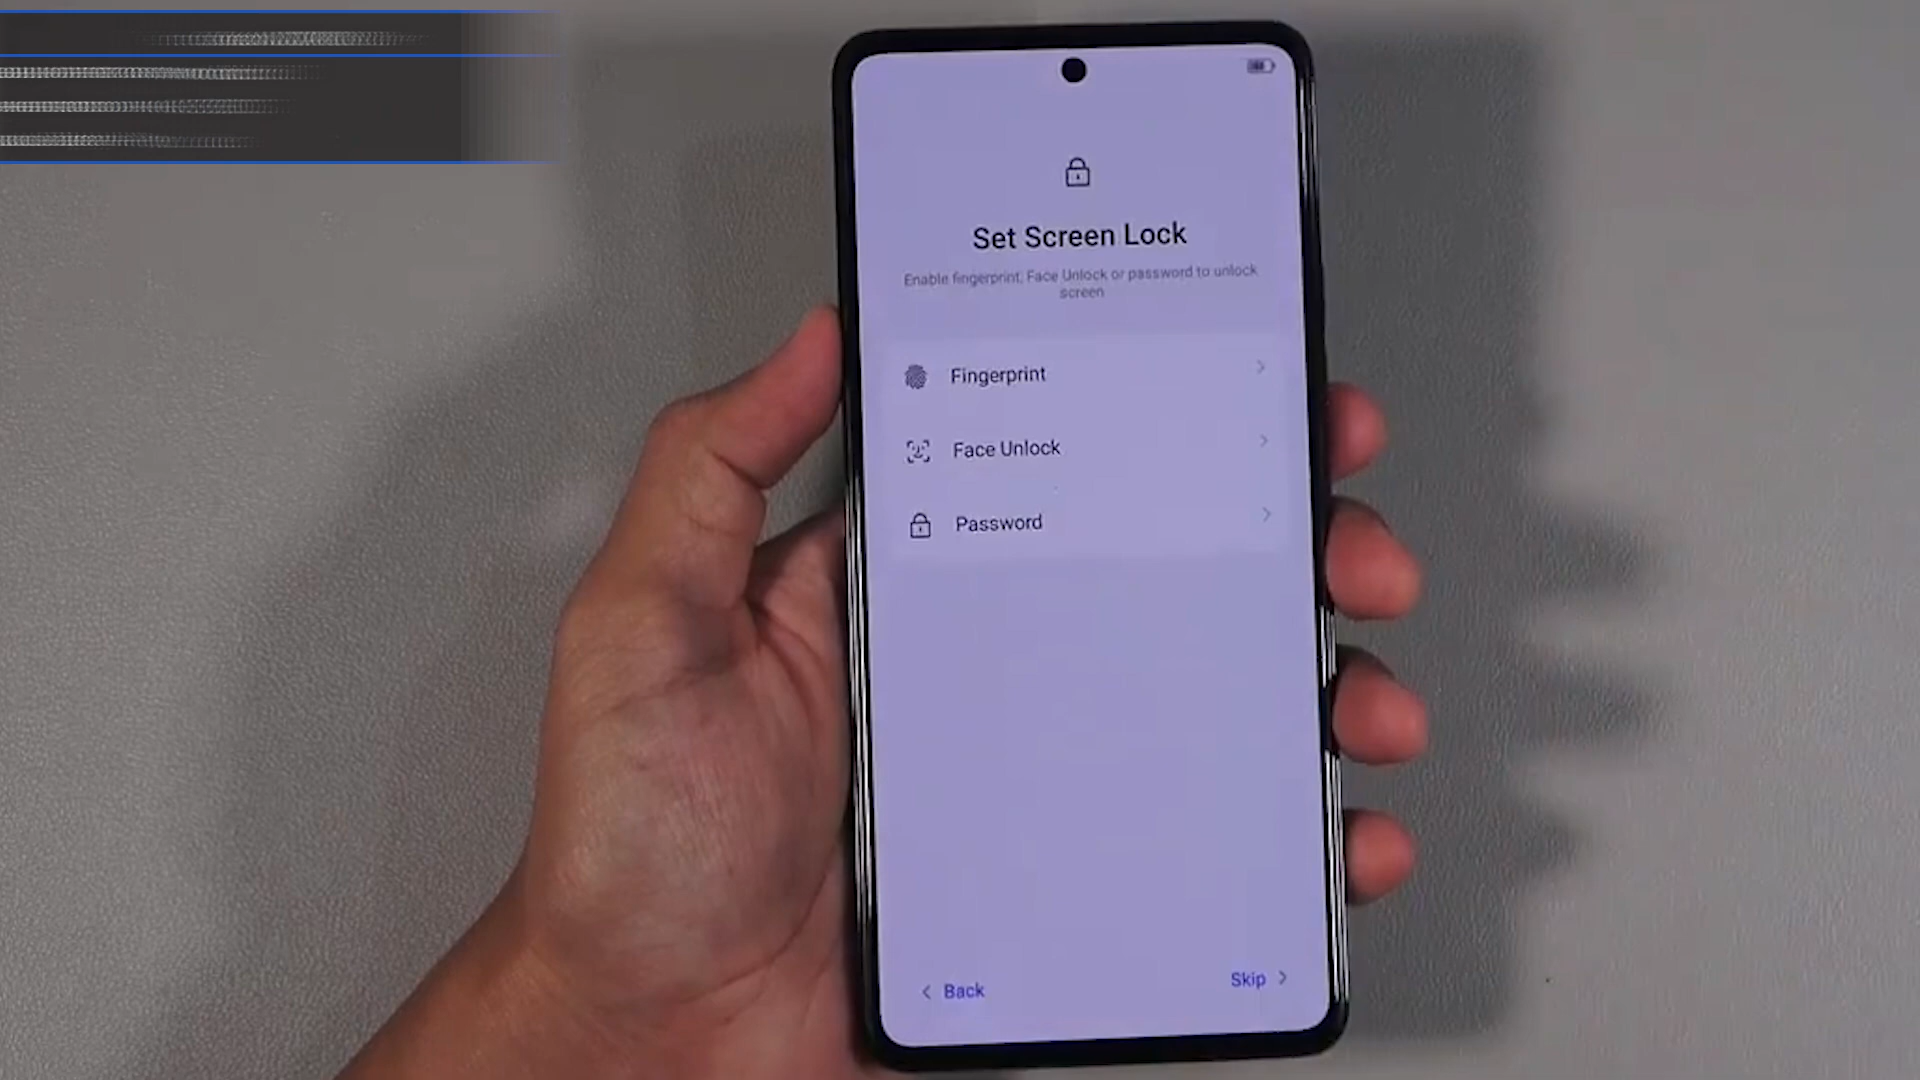 Set Screen Lock
Enable fingerprint, Face Unlock or password to unlock
screen
Fingerprint
Face Unlock
Password
Back
Skip